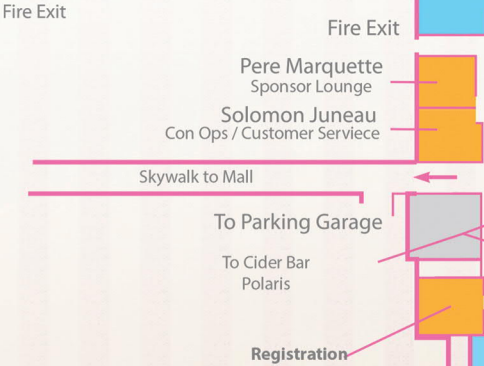 Fire Exit
Fire Exit
Pere Marquette
Sponsor Lounge
Solomon Juneau
Con Ops / Customer Serviece
Skywalk to Mall
To Parking Garage
To Cider Bar
Polaris
Registration